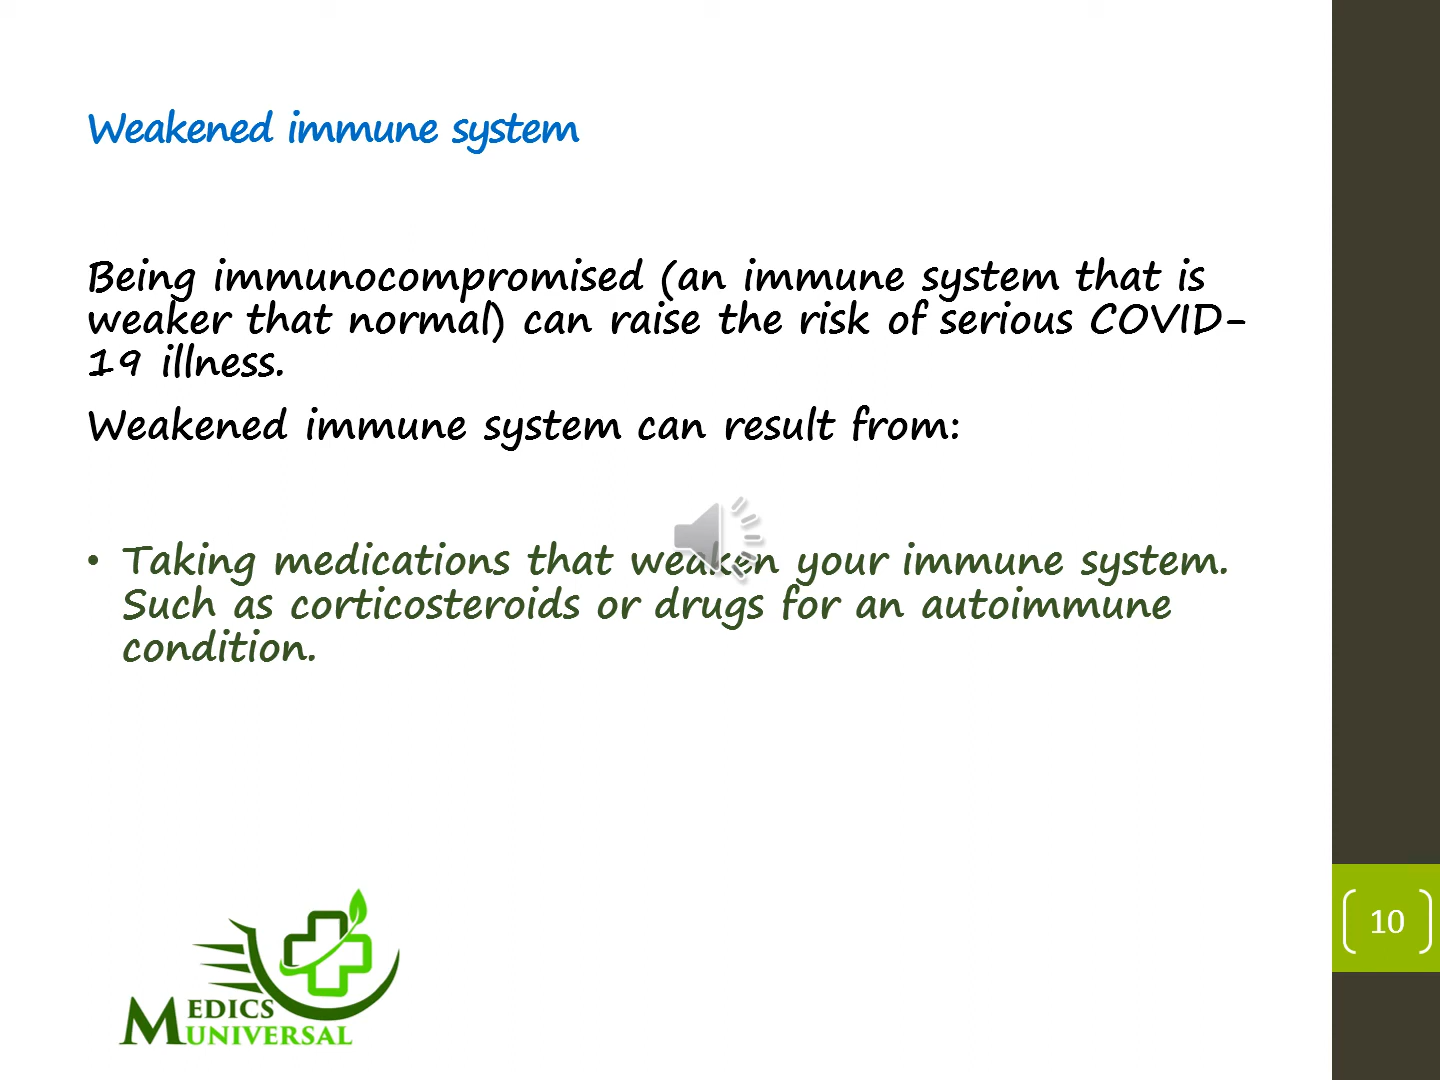 Weakened immune system
Being immunocompromised (an immune system that is
weaker that normal) can raise the risk of serious COVID-
19 illness.
Weakened immune system can result from:
• Taking medications that weaken your immune system.
Such as corticosteroids or drugs for an autoimmune
condition.
10
MEDICS
UNIVERSAL